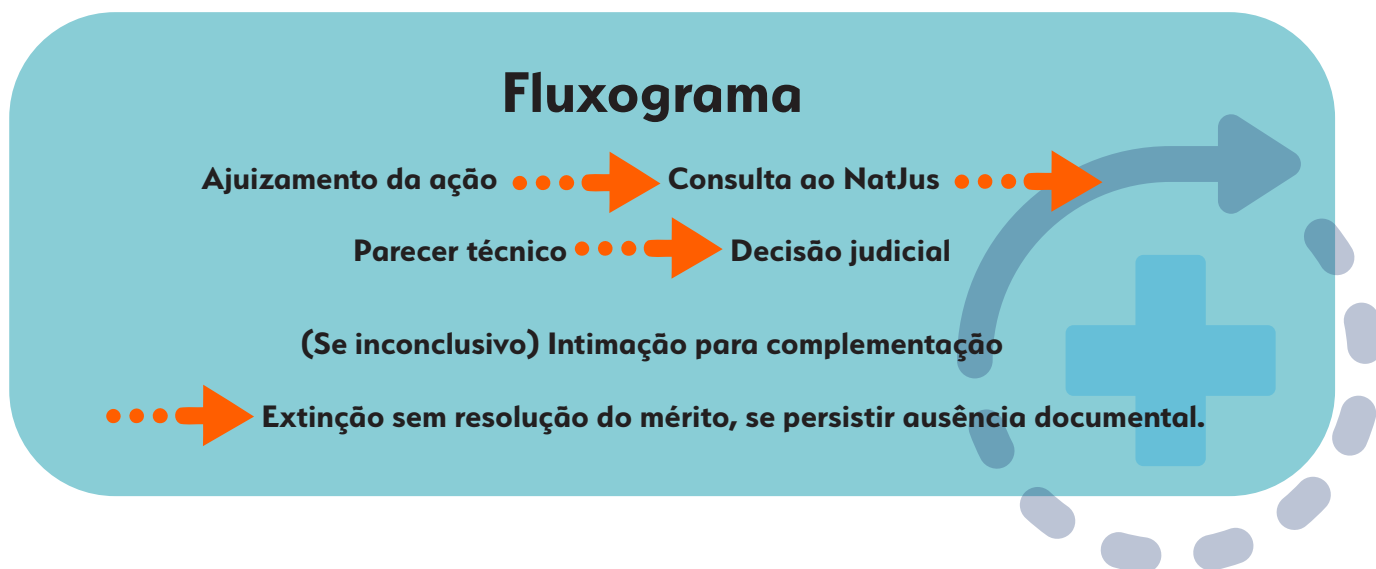 Fluxograma
Ajuizamento da ação Consulta ao NatJus
Parecer técnico Decisão judicial
(Se inconclusivo) Intimação para complementação
Extinção sem resolução do mérito, se persistir ausência documental.